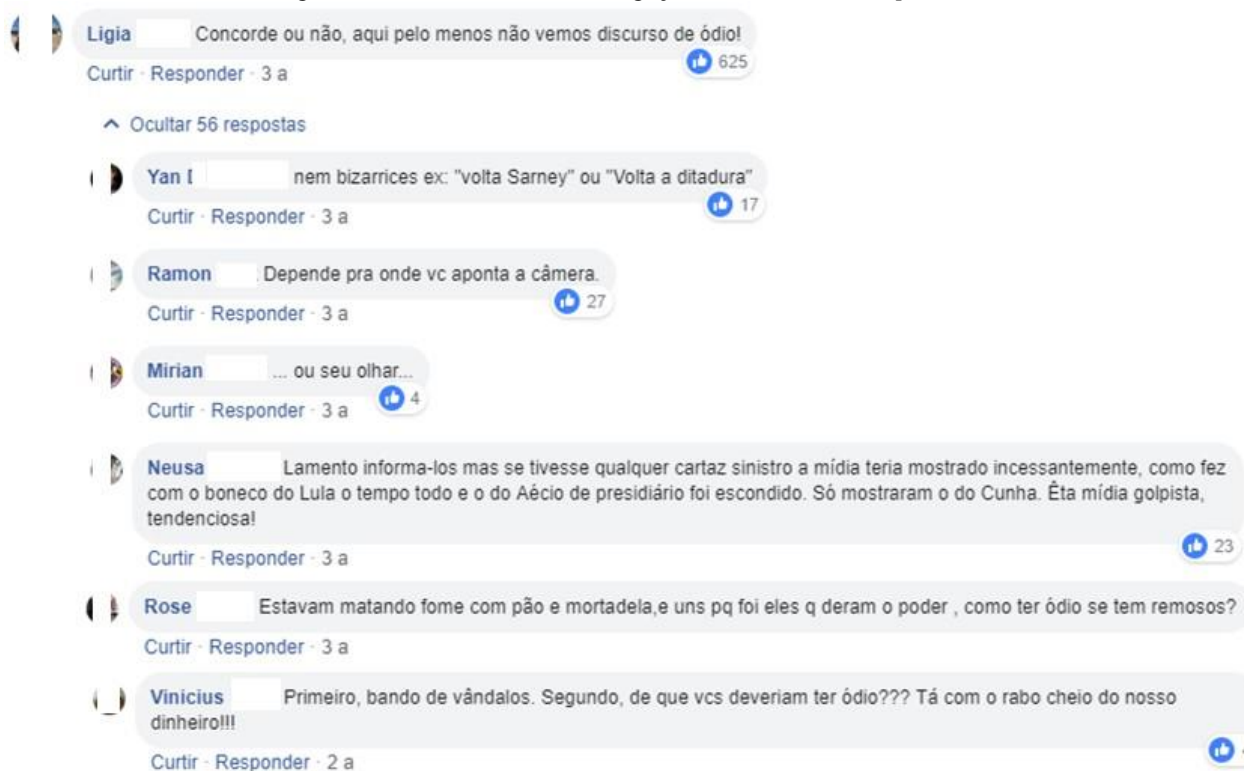 Ligia Concorde ou não, aqui pelo menos não vemos discurso de ódio!
625
Curtir · Responder · 3 a
Ocultar 56 respostas
Yan nem bizarrices ex: "volta Sarney" ou "Volta a ditadura"
17
Curtir · Responder · 3 a
Ramon Depende pra onde vc aponta a câmera.
27
Curtir · Responder · 3 a
Mirian ... ou seu olhar...
4
Curtir · Responder · 3 a
Neusa Lamento informa-los mas se tivesse qualquer cartaz sinistro a mídia teria mostrado incessantemente, como fez
com o boneco do Lula o tempo todo e o do Aécio de presidiário foi escondido. Só mostraram o do Cunha. Êta mídia golpista,
tendenciosa!
23
Curtir · Responder · 3 a
Rose Estavam matando fome com pão e mortadela,e uns pq foi eles q deram o poder , como ter ódio se tem remosos?
Curtir · Responder · 3 a
Vinicius Primeiro, bando de vândalos. Segundo, de que vcs deveriam ter ódio??? Tá com o rabo cheio do nosso
dinheiro!!!
Curtir · Responder · 2 a